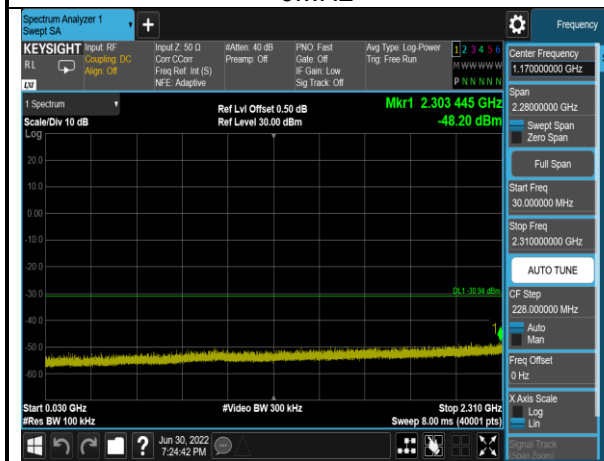 Spectrum Analyzer 1
Swept SA
+
Frequency
KEYSIGHT
RL
Input: RF
Coupling: DC
Align: Off
Input Z: 50 Ω
Corr CCorr
Freq Ref: Int (S)
NFE: Adaptive
#Atten: 40 dB
Preamp: Off
PNO: Fast
Gate: Off
IF Gain: Low
Sig Track: Off
Avg Type: Log-Power
Trig: Free Run
1 2 3 4 5 6
M W W W W W
P N N N N N
1 Spectrum
Scale/Div 10 dB
Log
Ref Lvl Offset 0.50 dB
Ref Level 30.00 dBm
Mkr1 2.303 445 GHz
-48.20 dBm
20.0
10.0
0.00
-10.0
-20.0
-30.0
-40.0
-50.0
-60.0
DL1 -30.94 dBm
1
Start 0.030 GHz
#Res BW 100 kHz
#Video BW 300 kHz
Stop 2.310 GHz
Sweep 8.00 ms (40001 pts)
Center Frequency
1.170000000 GHz
Span
2.28000000 GHz
Swept Span
Zero Span
Full Span
Start Freq
30.000000 MHz
Stop Freq
2.310000000 GHz
AUTO TUNE
CF Step
228.000000 MHz
Auto
Man
Freq Offset
0 Hz
X Axis Scale
Log
Lin
Signal Track
(Span Zoom)
?
Jun 30, 2022
7:24:42 PM